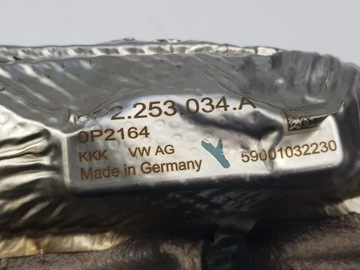 2.253.034.A
0P2164
KKK VW AG
Made in Germany
59001032230